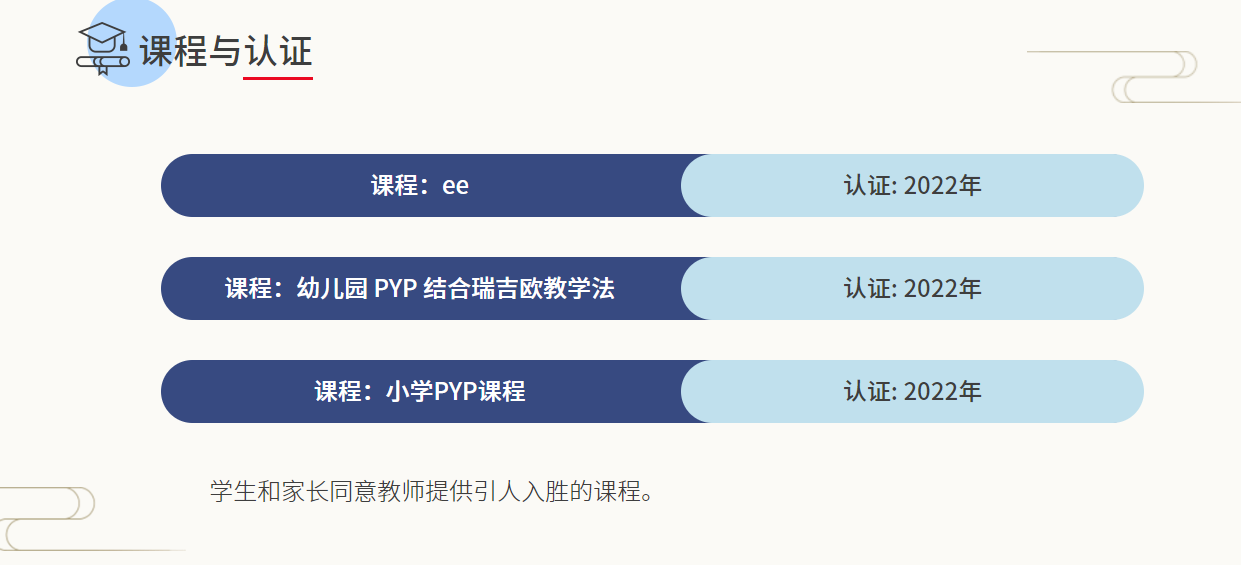 课程与认证
课程：ee
认证: 2022年
课程：幼儿园 PYP 结合瑞吉欧教学法
认证: 2022年
课程：小学PYP课程
认证: 2022年
学生和家长同意教师提供引人入胜的课程。